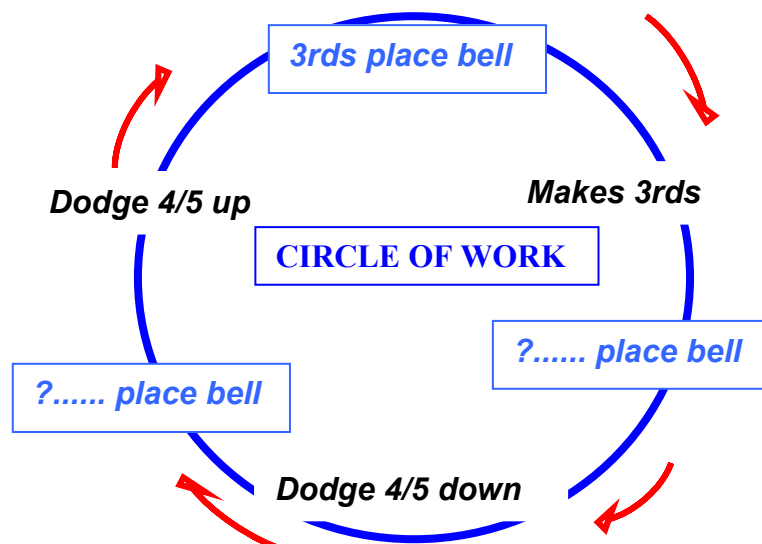 3rds place bell
Dodge 4/5 up
Makes 3rds
CIRCLE OF WORK
?...... place bell
?...... place bell
Dodge 4/5 down